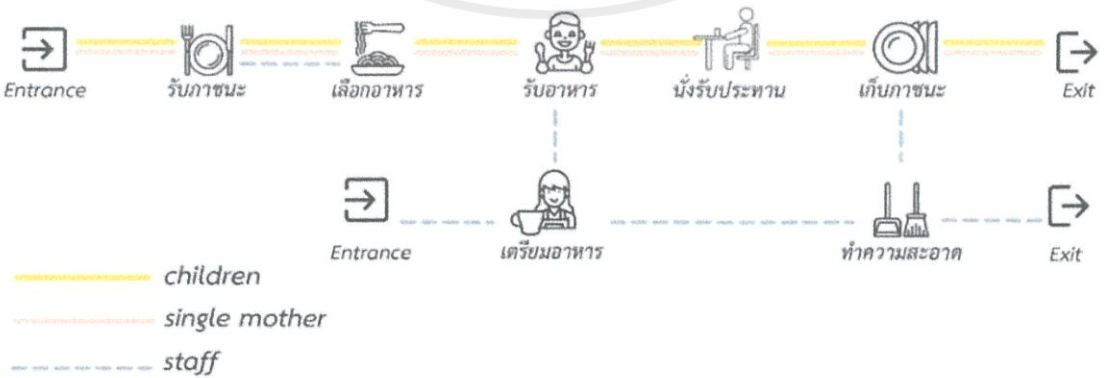 Entrance รับภาชนะ เลือกอาหาร รับอาหาร นั่งรับประทาน เก็บภาชนะ Exit
Entrance เตรียมอาหาร ทำความสะอาด Exit
children
single mother
staff